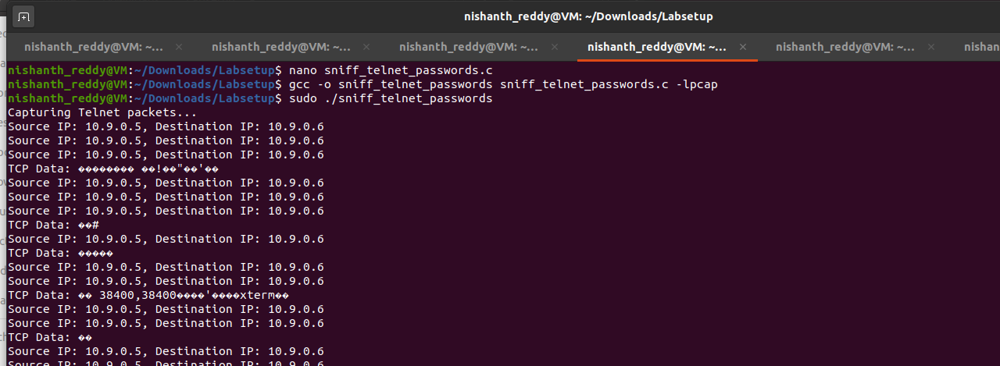 nishanth_reddy@VM: ~/Downloads/Labsetup
nishanth_reddy@VM: ~... × nishanth_reddy@VM: ~... × nishanth_reddy@VM: ~... × nishanth_reddy@VM: ~... × nishanth_reddy@VM: ~... × nishan
nishanth_reddy@VM:~/Downloads/Labsetup$ nano sniff_telnet_passwords.c
nishanth_reddy@VM:~/Downloads/Labsetup$ gcc -o sniff_telnet_passwords sniff_telnet_passwords.c -lpcap
nishanth_reddy@VM:~/Downloads/Labsetup$ sudo ./sniff_telnet_passwords
Capturing Telnet packets...
Source IP: 10.9.0.5, Destination IP: 10.9.0.6
Source IP: 10.9.0.5, Destination IP: 10.9.0.6
Source IP: 10.9.0.5, Destination IP: 10.9.0.6
TCP Data: �������� ��!��"��'��
Source IP: 10.9.0.5, Destination IP: 10.9.0.6
Source IP: 10.9.0.5, Destination IP: 10.9.0.6
Source IP: 10.9.0.5, Destination IP: 10.9.0.6
TCP Data: ��#
Source IP: 10.9.0.5, Destination IP: 10.9.0.6
TCP Data: �����
Source IP: 10.9.0.5, Destination IP: 10.9.0.6
Source IP: 10.9.0.5, Destination IP: 10.9.0.6
TCP Data: �� 38400,38400����'����xterm��
Source IP: 10.9.0.5, Destination IP: 10.9.0.6
Source IP: 10.9.0.5, Destination IP: 10.9.0.6
TCP Data: ��
Source IP: 10.9.0.5, Destination IP: 10.9.0.6
Source IP: 10.9.0.5, Destination IP: 10.9.0.6